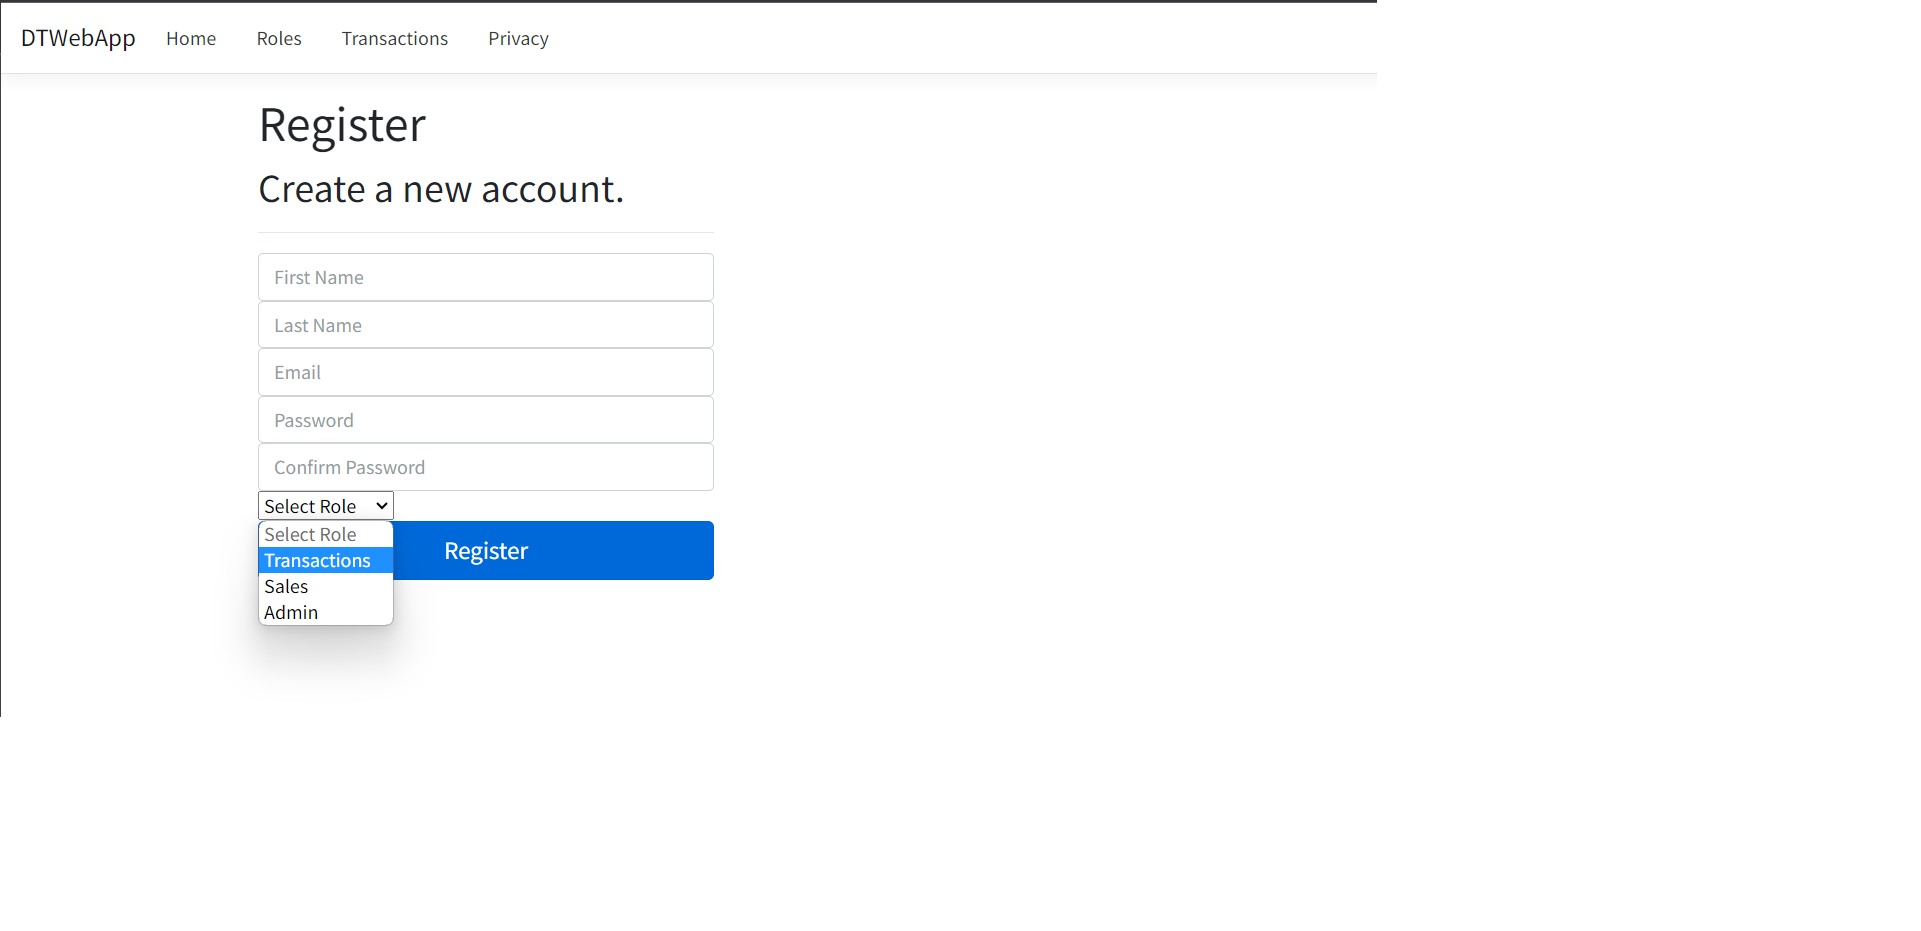 DTWebApp Home Roles Transactions Privacy
Register
Create a new account.
First Name
Last Name
Email
Password
Confirm Password
Select Role
Select Role
Transactions
Sales
Admin
Register